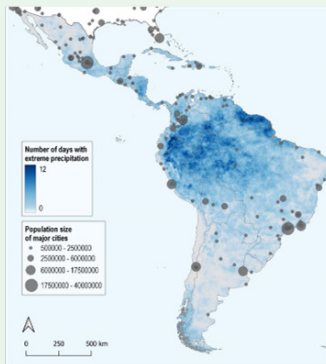 Number of days with
extreme precipitation
12
0
Population size
of major cities
500000 - 2500000
2500000 - 6000000
6000000 - 17500000
17500000 - 40000000
0 250 500 km